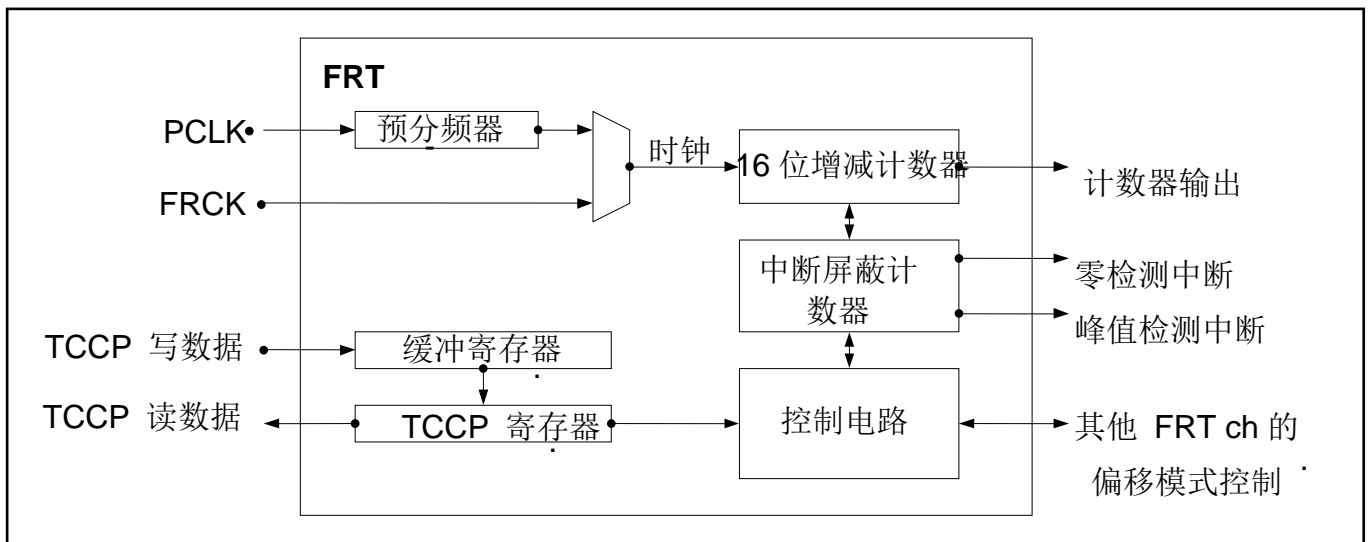 FRT
PCLK
预分频器
时钟
16 位增减计数器
计数器输出
FRCK
中断屏蔽计
数器
零检测中断
峰值检测中断
TCCP 写数据
缓冲寄存器
TCCP 读数据
TCCP 寄存器
控制电路
其他 FRT ch 的
偏移模式控制